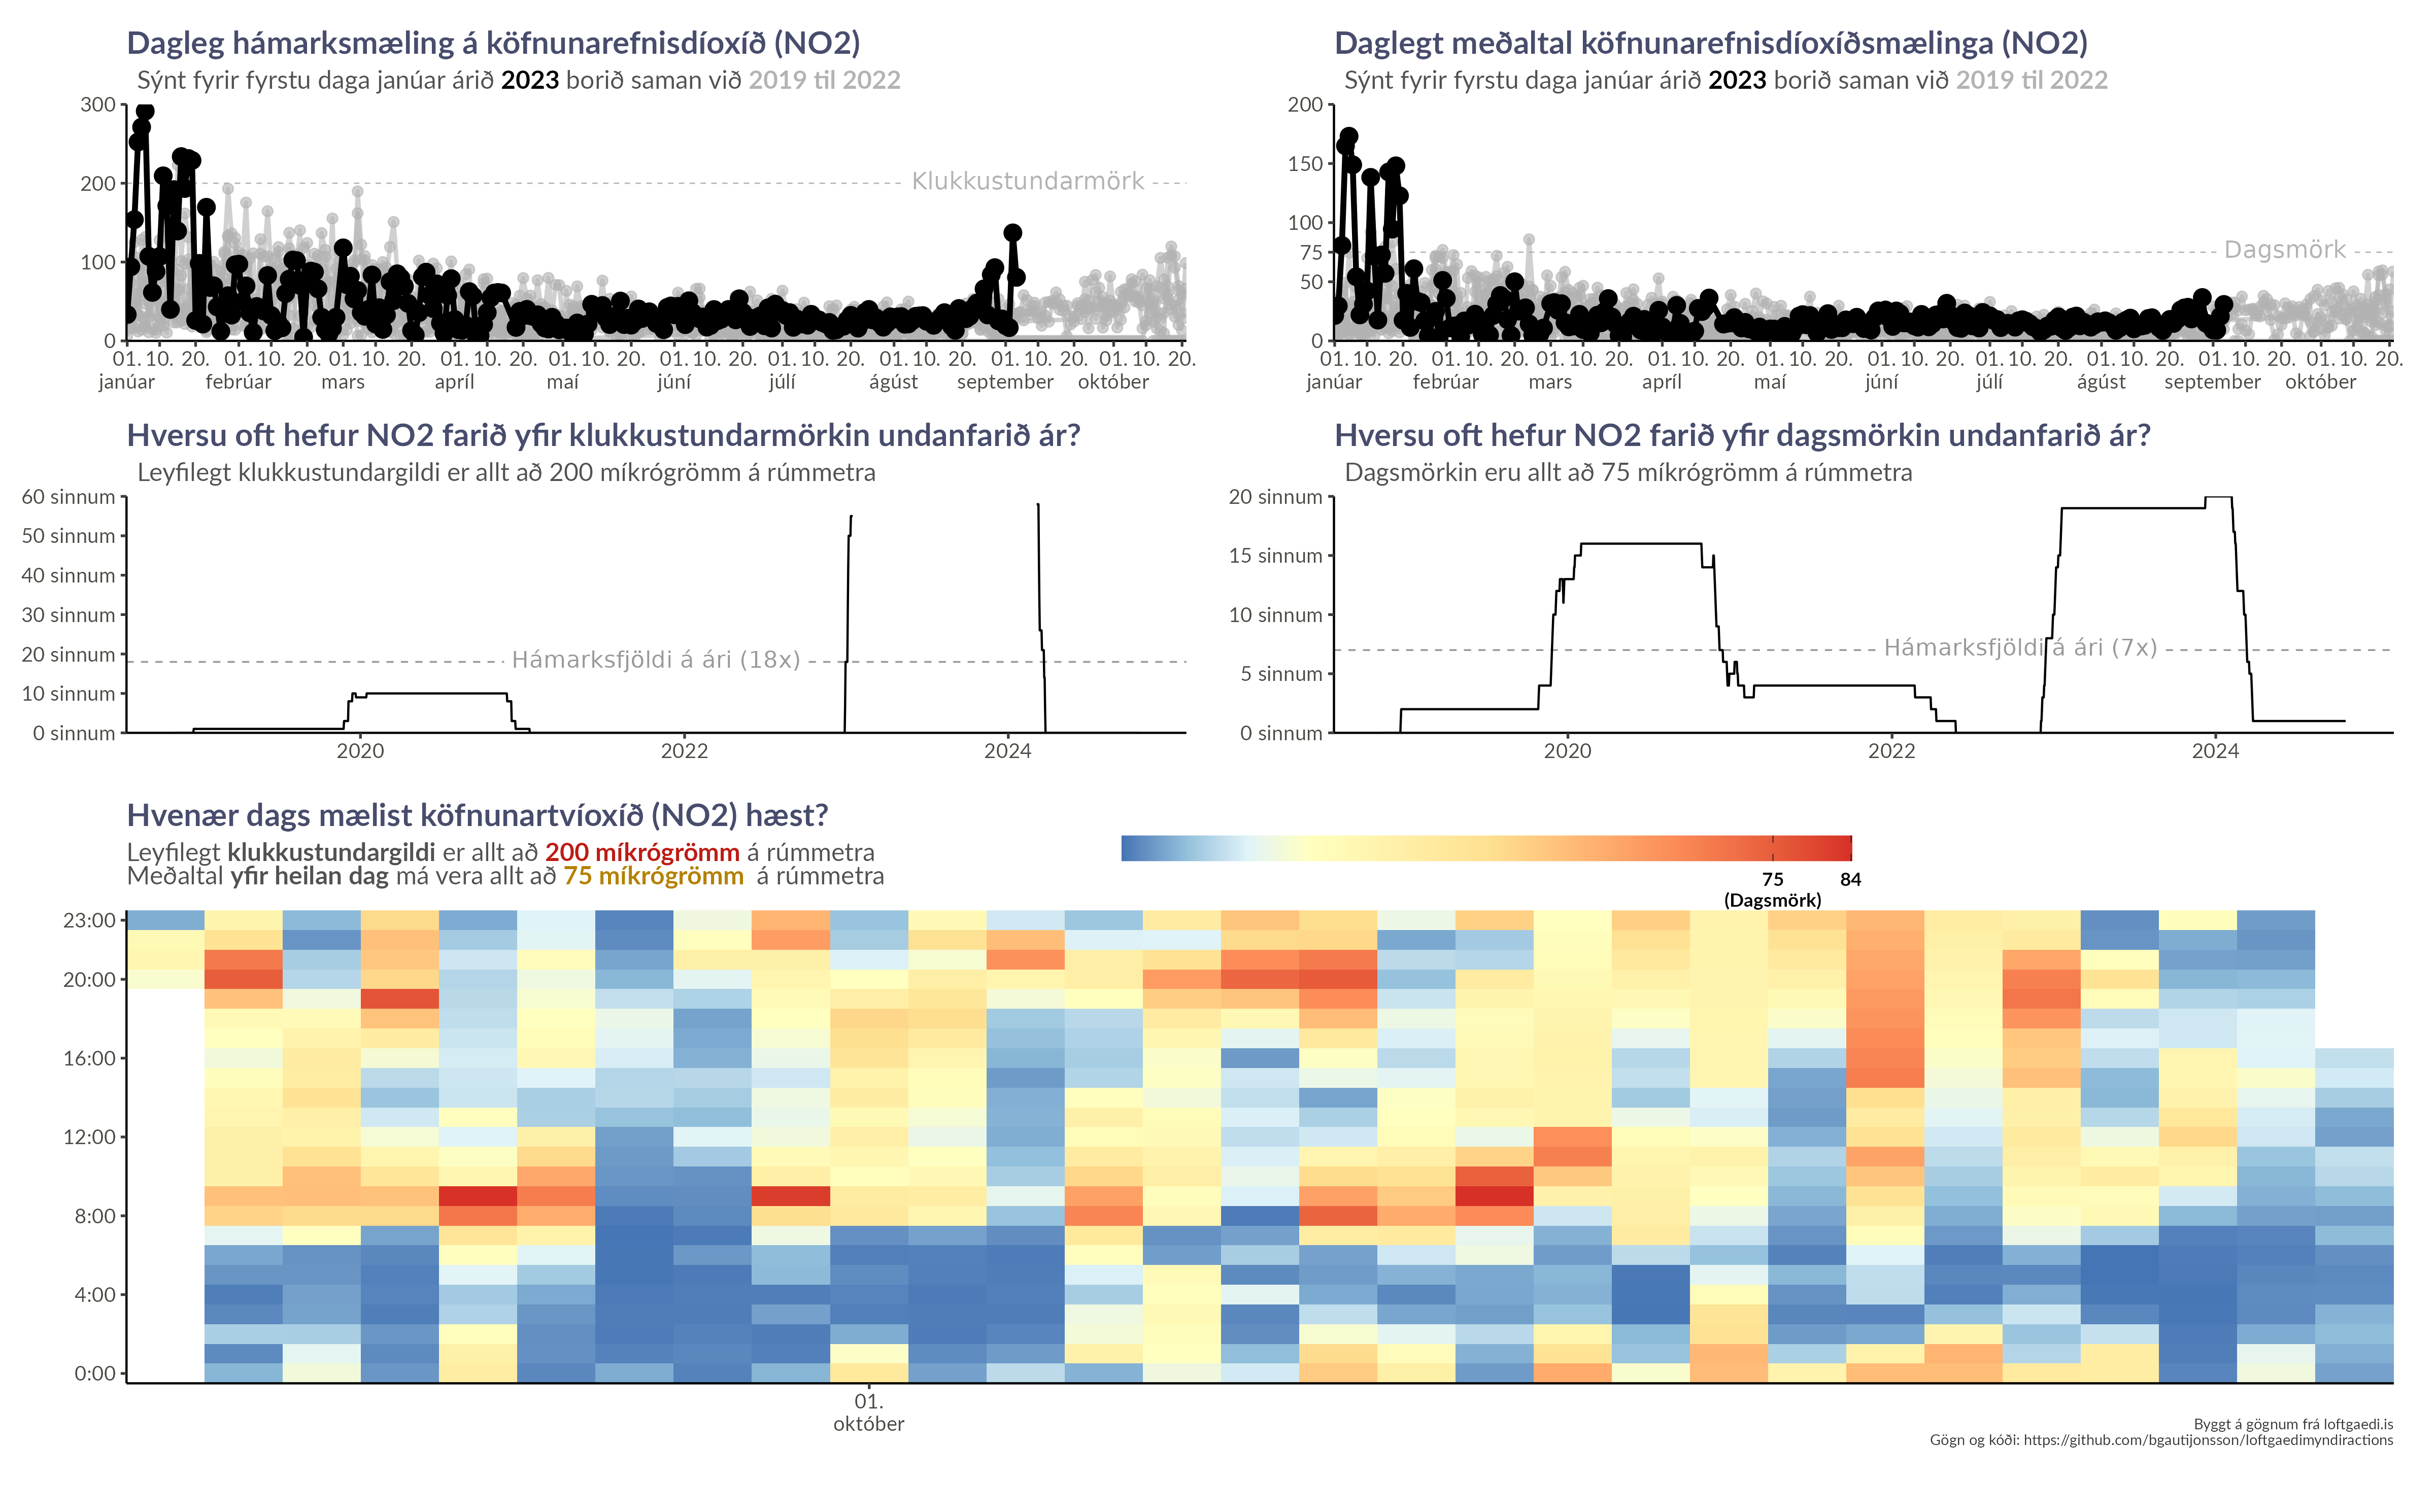 Dagleg hámarksmæling á köfnunarefnisdíoxíð (NO2)
Sýnt fyrir fyrstu daga janúar árið 2023 borið saman við 2019 til 2022
300
200
100
0
Klukkustundarmörk
01. 10. 20. 01. 10. 20. 01. 10. 20. 01. 10. 20. 01. 10. 20. 01. 10. 20. 01. 10. 20. 01. 10. 20. 01. 10. 20. 01. 10. 20.
janúar febrúar mars apríl maí júní júlí ágúst september október
Daglegt meðaltal köfnunarefnisdíoxíðsmælinga (NO2)
Sýnt fyrir fyrstu daga janúar árið 2023 borið saman við 2019 til 2022
200
150
100
75
50
0
Dagsmörk
01. 10. 20. 01. 10. 20. 01. 10. 20. 01. 10. 20. 01. 10. 20. 01. 10. 20. 01. 10. 20. 01. 10. 20. 01. 10. 20. 01. 10. 20.
janúar febrúar mars apríl maí júní júlí ágúst september október
Hversu oft hefur NO2 farið yfir klukkustundarmörkin undanfarið ár?
Leyfilegt klukkustundargildi er allt að 200 míkrógrömm á rúmmetra
60 sinnum
50 sinnum
40 sinnum
30 sinnum
20 sinnum
10 sinnum
0 sinnum
Hámarksfjöldi á ári (18x)
2020 2022 2024
Hversu oft hefur NO2 farið yfir dagsmörkin undanfarið ár?
Dagsmörkin eru allt að 75 míkrógrömm á rúmmetra
20 sinnum
15 sinnum
10 sinnum
5 sinnum
0 sinnum
Hámarksfjöldi á ári (7x)
2020 2022 2024
Hvenær dags mælist köfnunartvíoxíð (NO2) hæst?
Leyfilegt klukkustundargildi er allt að 200 míkrógrömm á rúmmetra
Meðaltal yfir heilan dag má vera allt að 75 míkrógrömm á rúmmetra
75 84
(Dagsmörk)
23:00
20:00
16:00
12:00
8:00
4:00
0:00
01.
október
Byggt á gögnum frá loftgaedi.is
Gögn og kóði: https://github.com/bgautijonsson/loftgaedimyndiractions